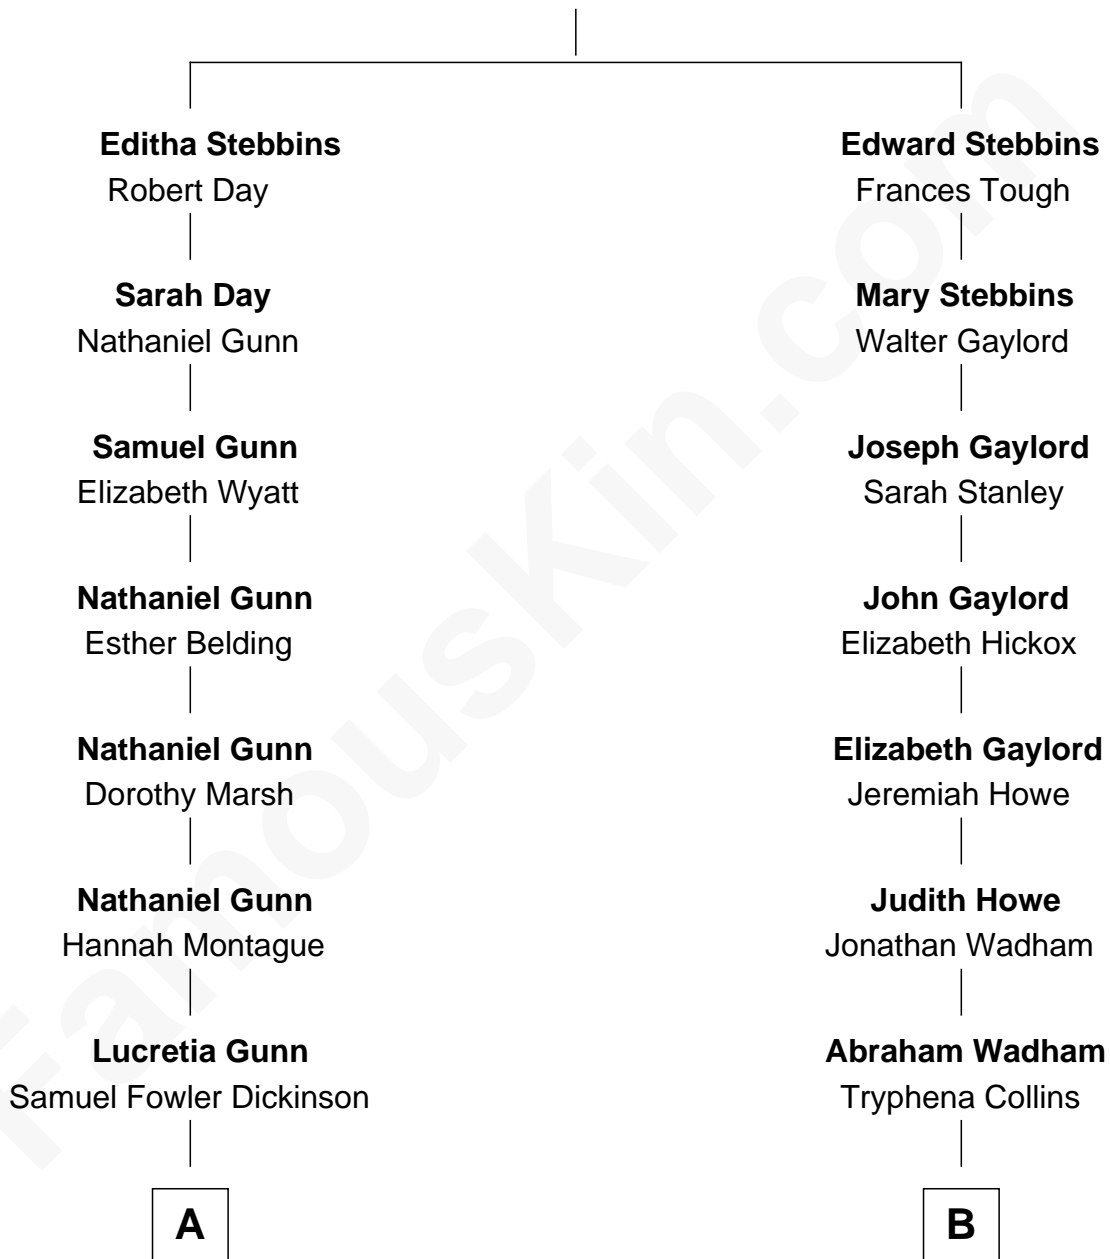 Editha Stebbins
Robert Day
Sarah Day
Nathaniel Gunn
Samuel Gunn
Elizabeth Wyatt
Nathaniel Gunn
Esther Belding
Nathaniel Gunn
Dorothy Marsh
Nathaniel Gunn
Hannah Montague
Lucretia Gunn
Samuel Fowler Dickinson
A
Edward Stebbins
Frances Tough
Mary Stebbins
Walter Gaylord
Joseph Gaylord
Sarah Stanley
John Gaylord
Elizabeth Hickox
Elizabeth Gaylord
Jeremiah Howe
Judith Howe
Jonathan Wadham
Abraham Wadham
Tryphena Collins
B
FamousKin.com